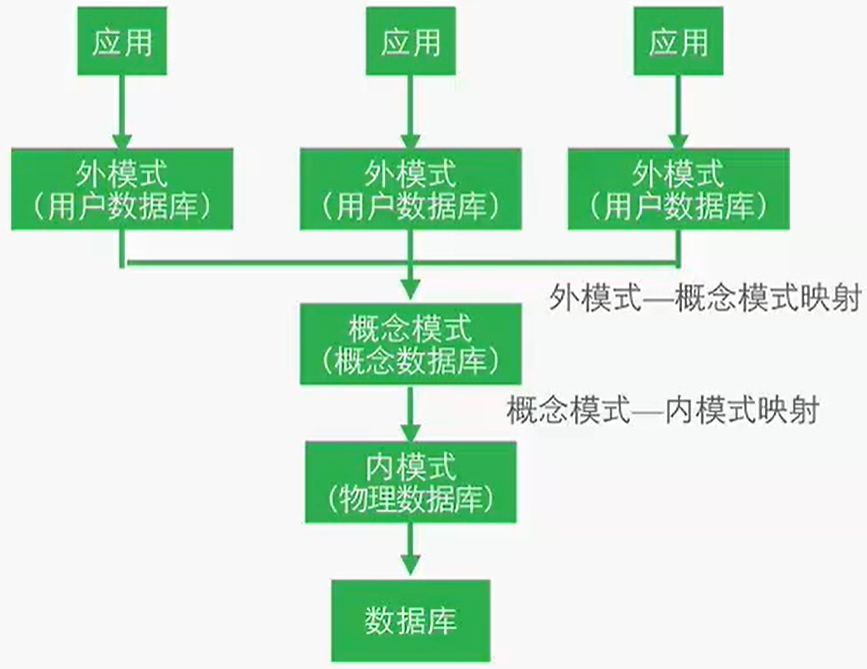 应用
应用
应用
外模式
（用户数据库）
外模式
（用户数据库）
外模式
（用户数据库）
外模式—概念模式映射
概念模式
（概念数据库）
概念模式—内模式映射
内模式
（物理数据库）
数据库